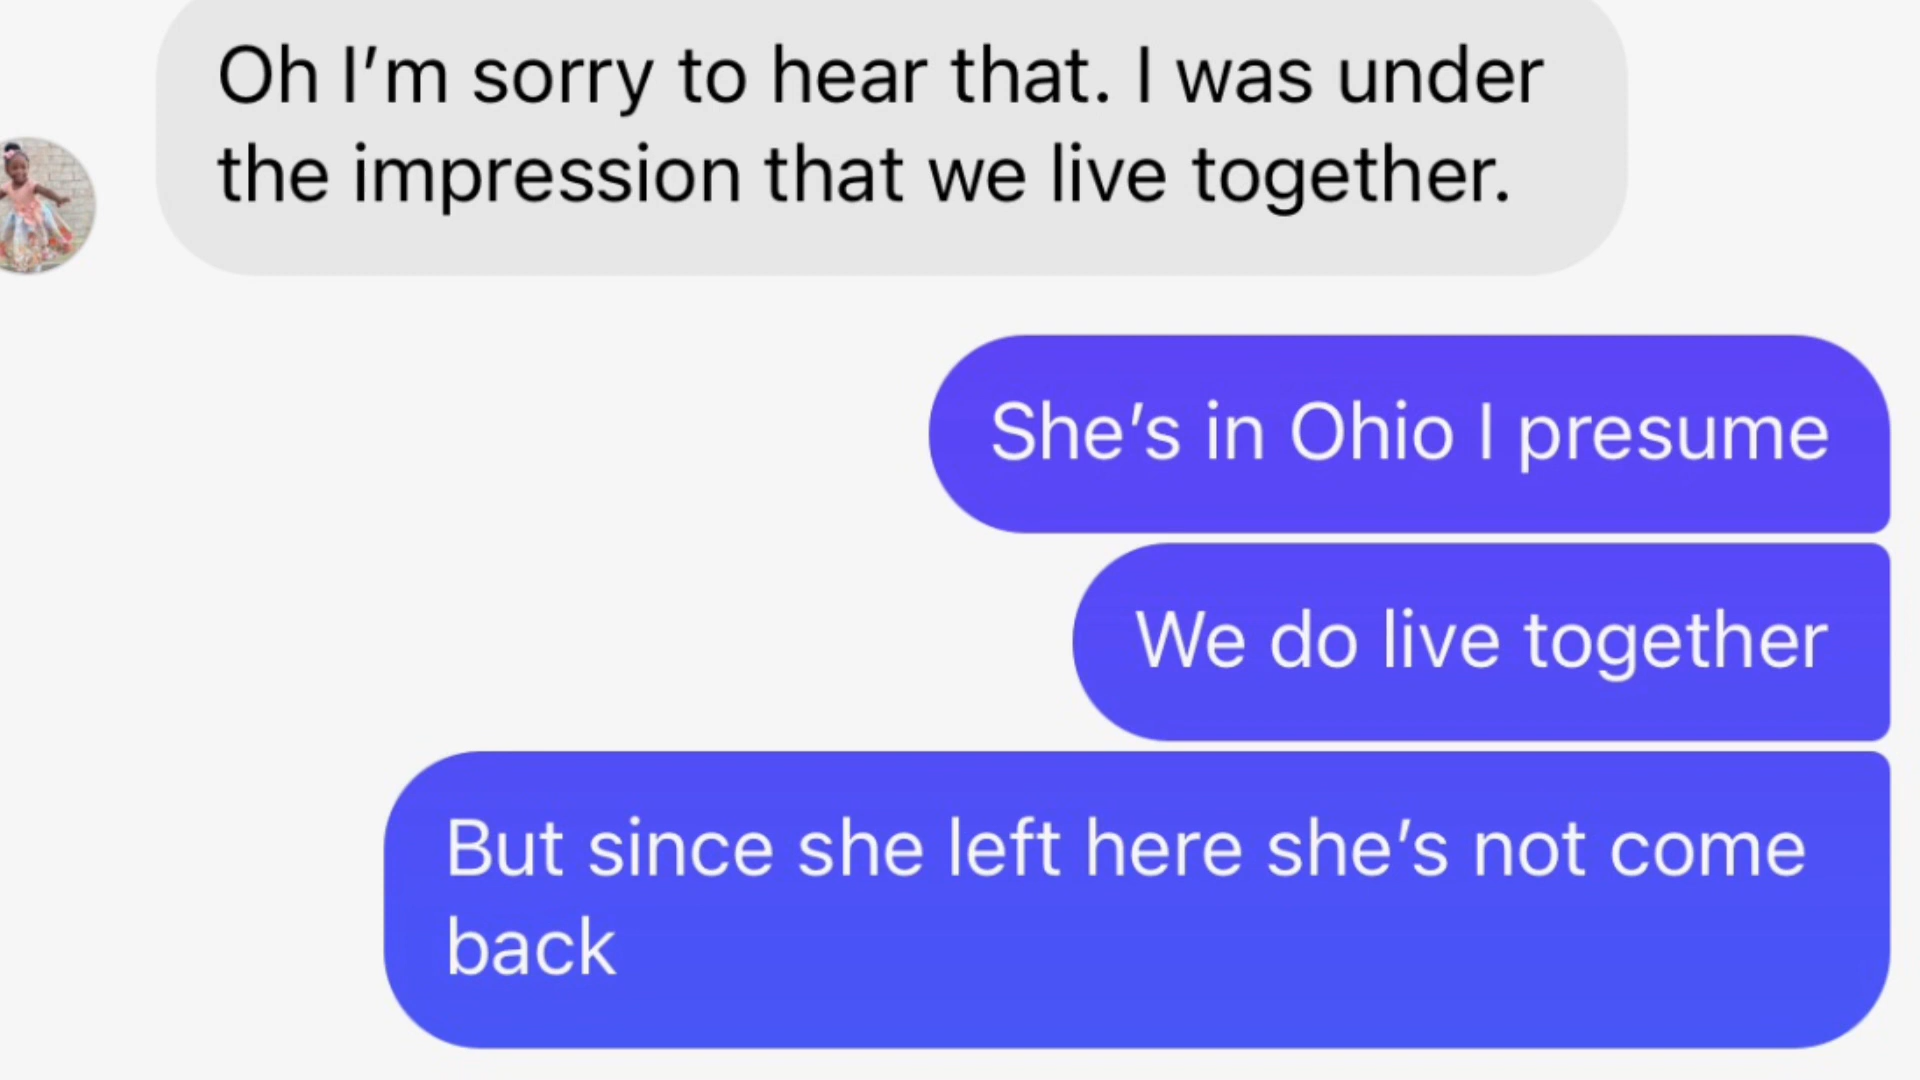 Oh I’m sorry to hear that. I was under
the impression that we live together.
She’s in Ohio I presume
We do live together
But since she left here she’s not come
back